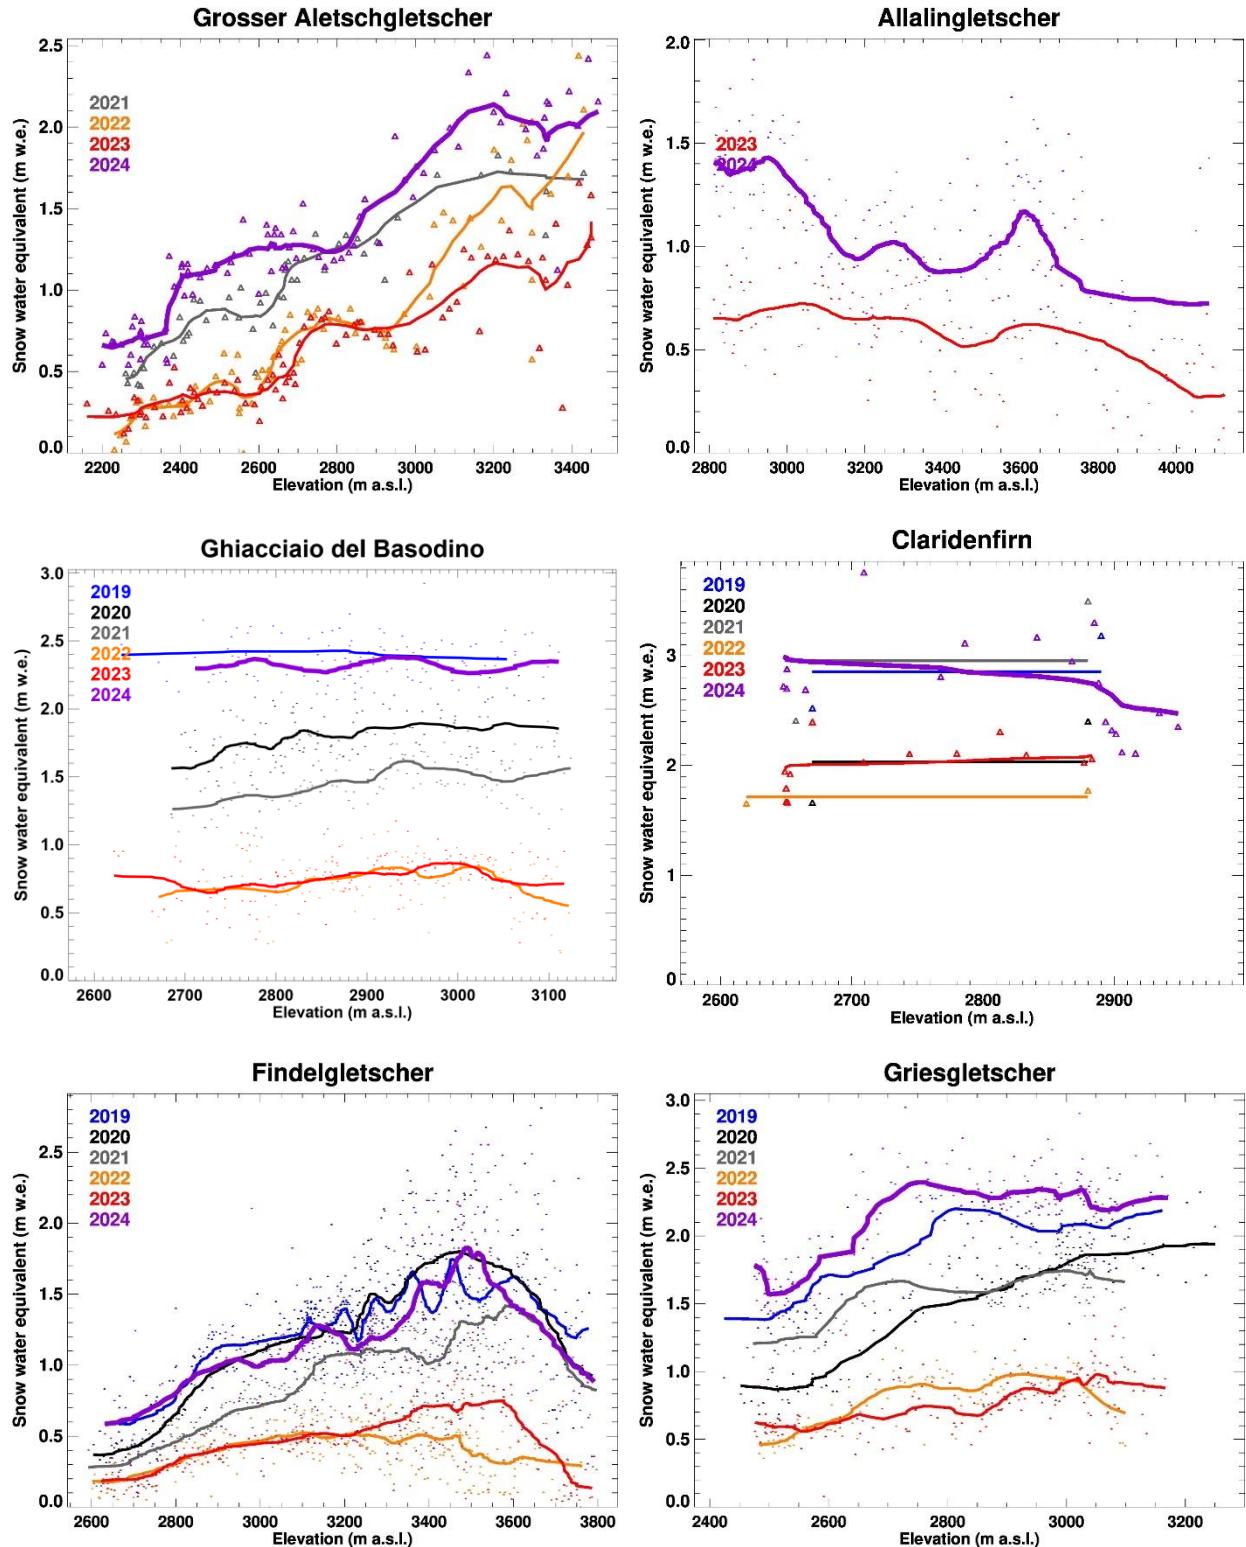 Grosser Aletschgletscher
2.5
2.0
1.5
1.0
0.5
0.0
Snow water equivalent (m w.e.)
2021
2022
2023
2024
2200 2400 2600 2800 3000 3200 3400
Elevation (m a.s.l.)
Allalingletscher
2.0
1.5
1.0
0.5
0.0
Snow water equivalent (m w.e.)
2023
2024
2800 3000 3200 3400 3600 3800 4000
Elevation (m a.s.l.)
Ghiacciaio del Basodino
3.0
2.5
2.0
1.5
1.0
0.5
0.0
Snow water equivalent (m w.e.)
2019
2020
2021
2022
2023
2024
2600 2700 2800 2900 3000 3100
Elevation (m a.s.l.)
Claridenfirn
3
2
1
0
Snow water equivalent (m w.e.)
2019
2020
2021
2022
2023
2024
2600 2700 2800 2900
Elevation (m a.s.l.)
Findelgletscher
2.5
2.0
1.5
1.0
0.5
0.0
Snow water equivalent (m w.e.)
2019
2020
2021
2022
2023
2024
2600 2800 3000 3200 3400 3600 3800
Elevation (m a.s.l.)
Griesgletscher
3.0
2.5
2.0
1.5
1.0
0.5
0.0
Snow water equivalent (m w.e.)
2019
2020
2021
2022
2023
2024
2400 2600 2800 3000 3200
Elevation (m a.s.l.)